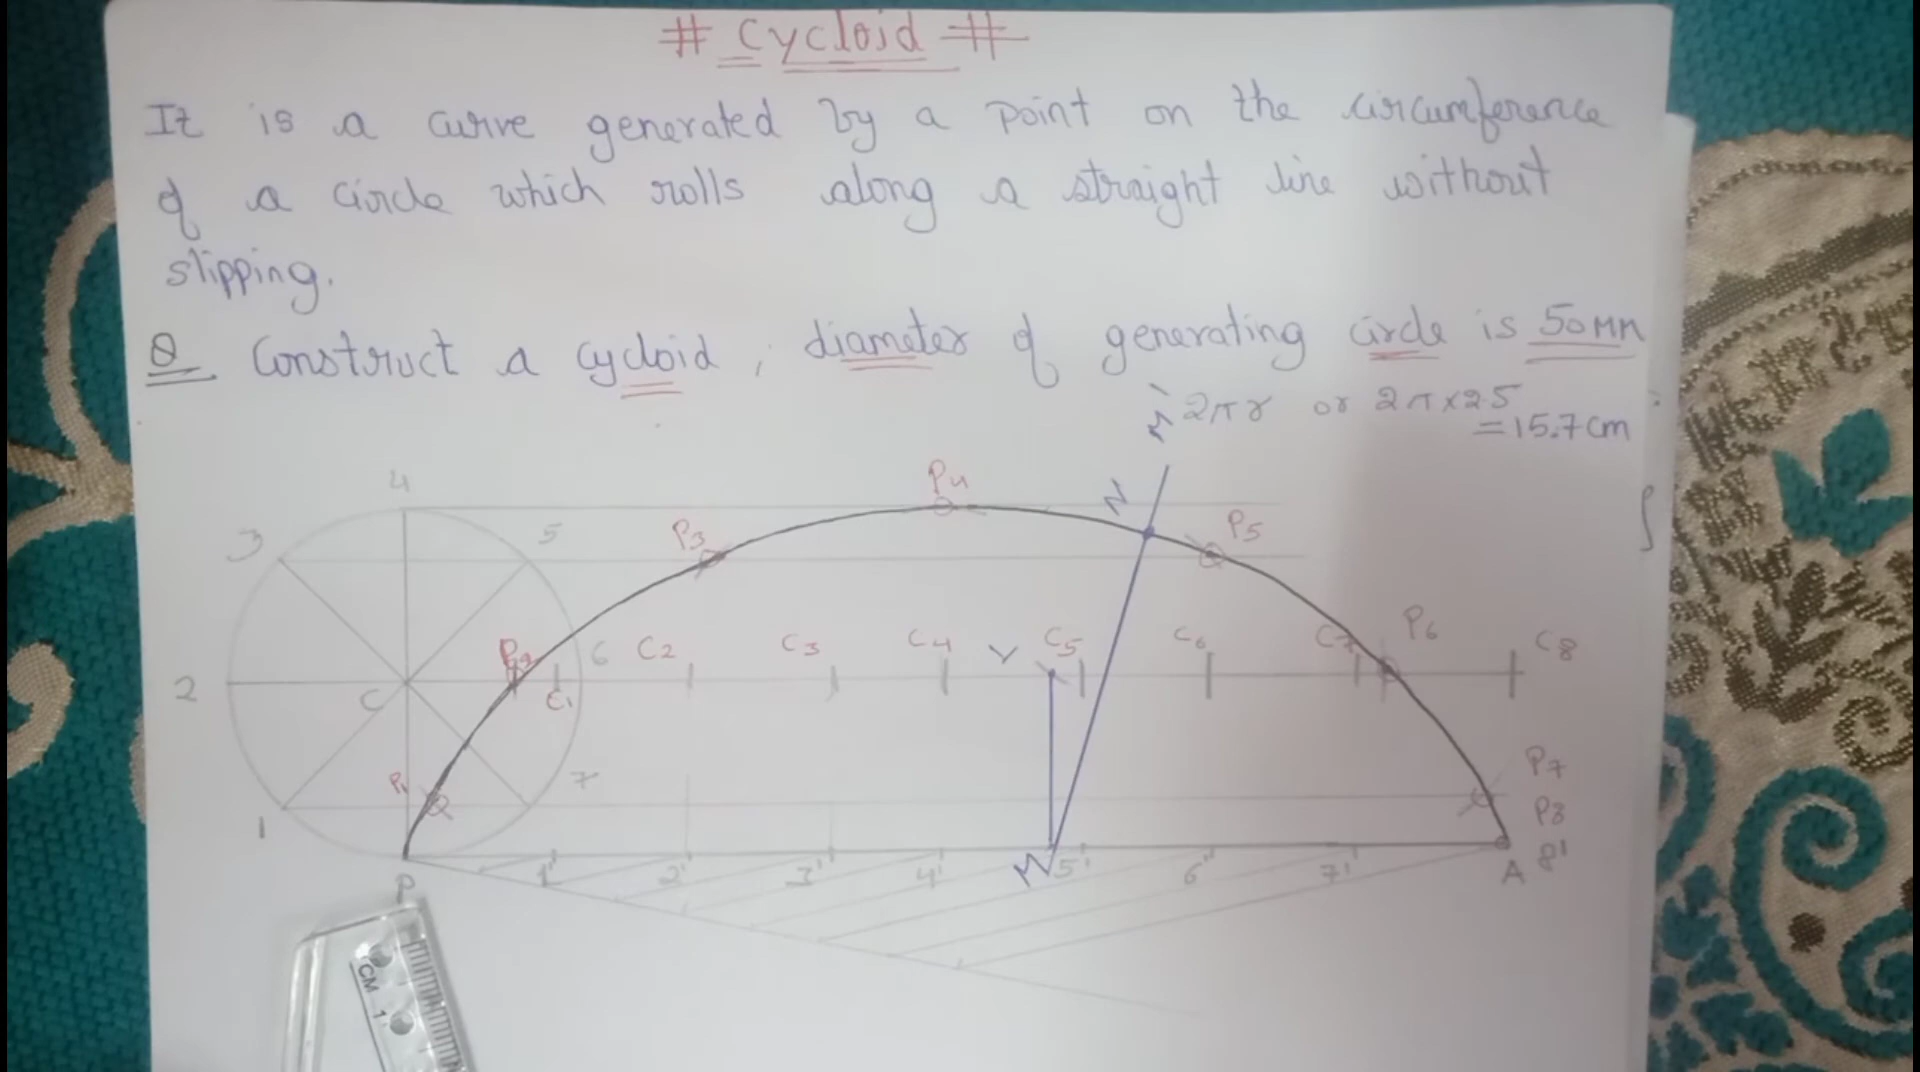 # Cycloid #
It is a curve generated by a point on the circumference
of a circle which rolls along a straight line without
slipping.
Q Construct a cycloid, diameter of generating circle is 50 MM
2πr or 2π×25
=15.7cm
4 P4 N
3 5 P3 P5
2 C P2 C1 6 C2 C3 C4 Y C5 C6 C7 P6 C8
P1 7 P7
1 P8
P 1' 2' 3' 4' 5' 6' 7' A 8'
CM 1